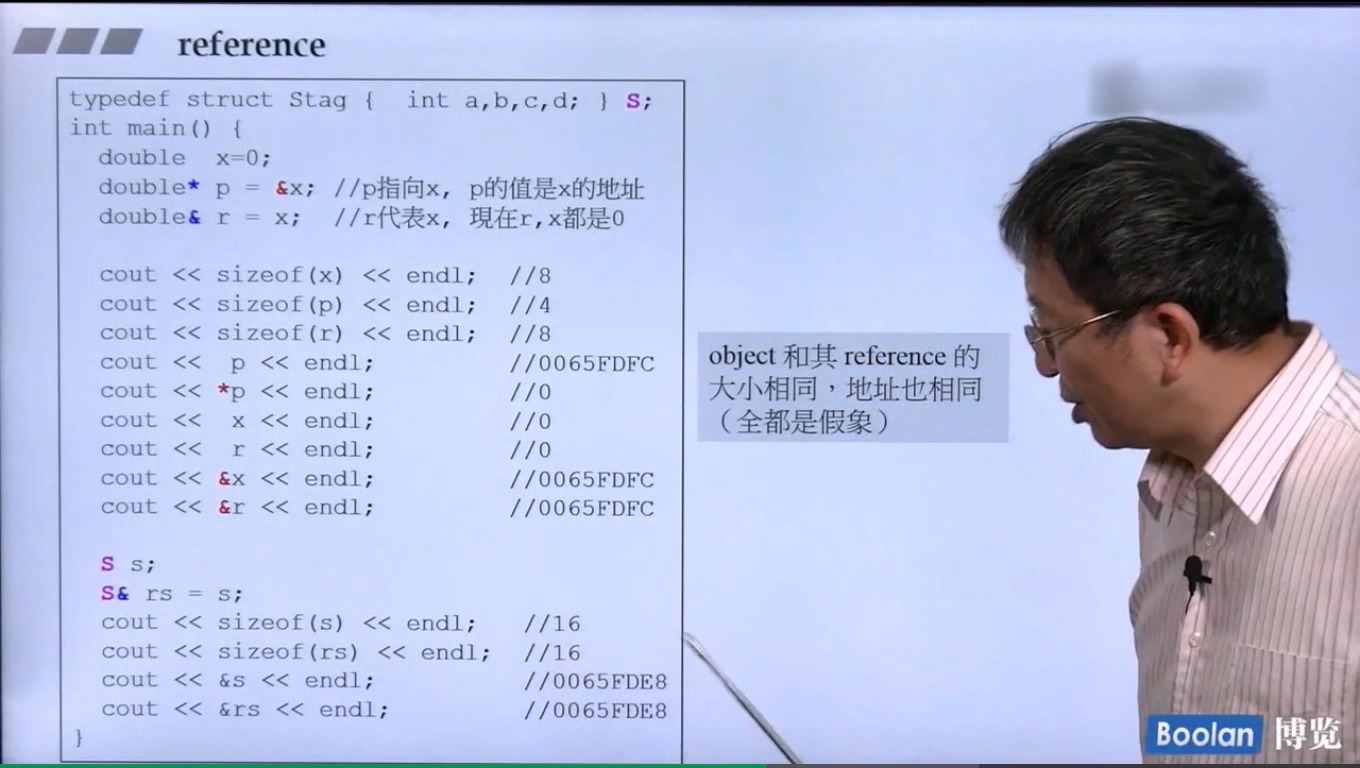 reference
typedef struct Stag {  int a,b,c,d; } S;
int main() {
double  x=0;
double* p = &x; //p指向x, p的值是x的地址
double& r = x;  //r代表x, 現在r,x都是0
cout << sizeof(x) << endl;  //8
cout << sizeof(p) << endl;  //4
cout << sizeof(r) << endl;  //8
cout <<  p << endl;         //0065FDFC
cout << *p << endl;         //0
cout <<  x << endl;         //0
cout <<  r << endl;         //0
cout << &x << endl;         //0065FDFC
cout << &r << endl;         //0065FDFC
S s;
S& rs = s;
cout << sizeof(s) << endl;   //16
cout << sizeof(rs) << endl;  //16
cout << &s << endl;          //0065FDE8
cout << &rs << endl;         //0065FDE8
}
object 和其 reference 的
大小相同，地址也相同
（全都是假象）
Boolan 博览